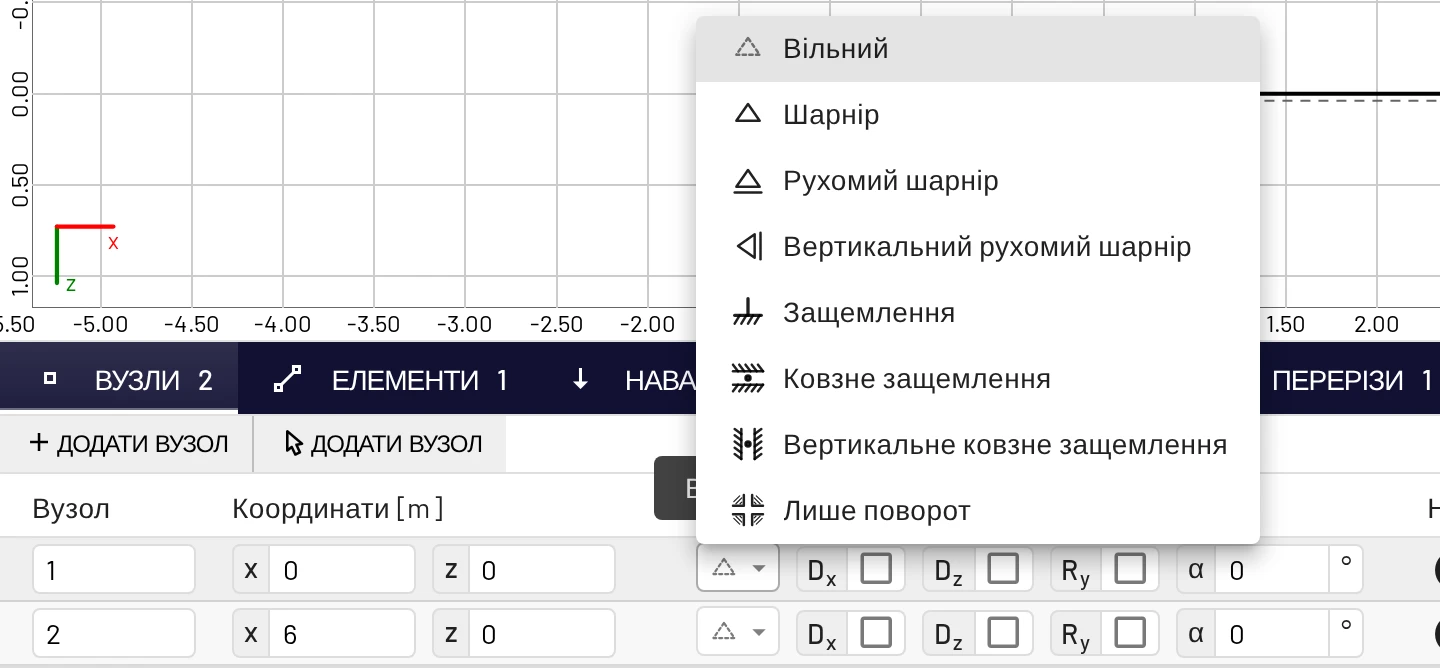 -0.
0.00
0.50
1.00
x
z
5.50 -5.00 -4.50 -4.00 -3.50 -3.00 -2.50 -2.00 1.50 2.00
Вільний
Шарнір
Рухомий шарнір
Вертикальний рухомий шарнір
Защемлення
Ковзне защемлення
Вертикальне ковзне защемлення
Лише поворот
ВУЗЛИ 2 ЕЛЕМЕНТИ 1 НАВА ПЕРЕРІЗИ 1
+ ДОДАТИ ВУЗОЛ ДОДАТИ ВУЗОЛ
Вузол Координати [m]
1 x 0 z 0 Dx Dz Ry α 0 °
2 x 6 z 0 Dx Dz Ry α 0 °